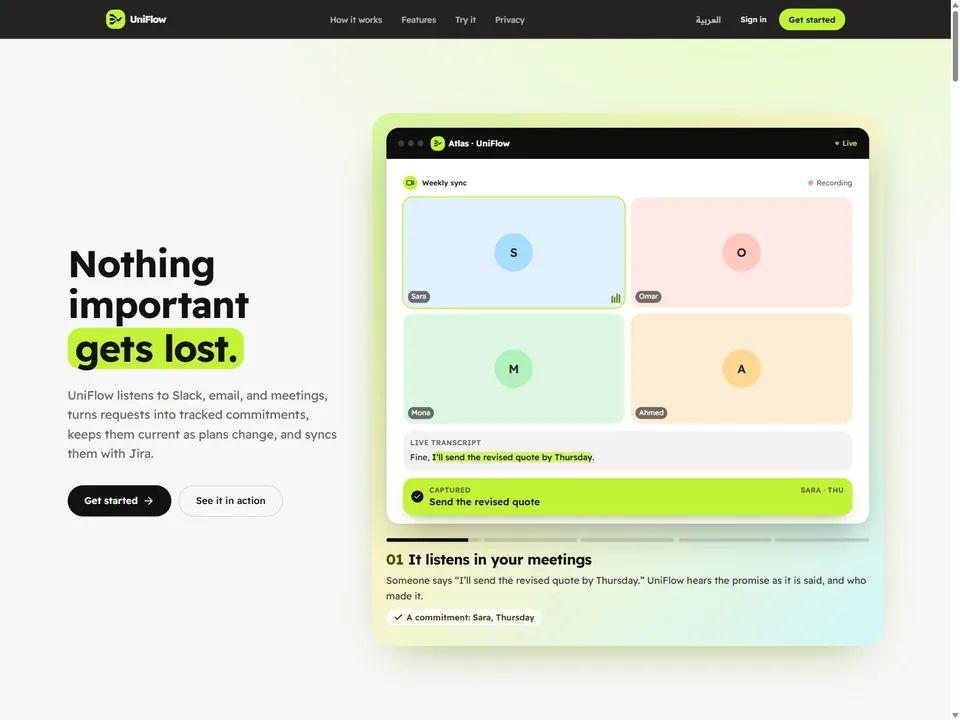 UniFlow
How it works
Features
Try it
Privacy
العربية
Sign in
Get started
Nothing
important
gets lost.
UniFlow listens to Slack, email, and meetings,
turns requests into tracked commitments,
keeps them current as plans change, and syncs
them with Jira.
Get started →
See it in action
Atlas · UniFlow
Live
Weekly sync
Recording
S
Sara
O
Omar
M
Mona
A
Ahmed
LIVE TRANSCRIPT
Fine, I'll send the revised quote by Thursday.
CAPTURED
SARA · THU
Send the revised quote
01 It listens in your meetings
Someone says “I'll send the revised quote by Thursday.” UniFlow hears the promise as it is said, and who
made it.
A commitment: Sara, Thursday